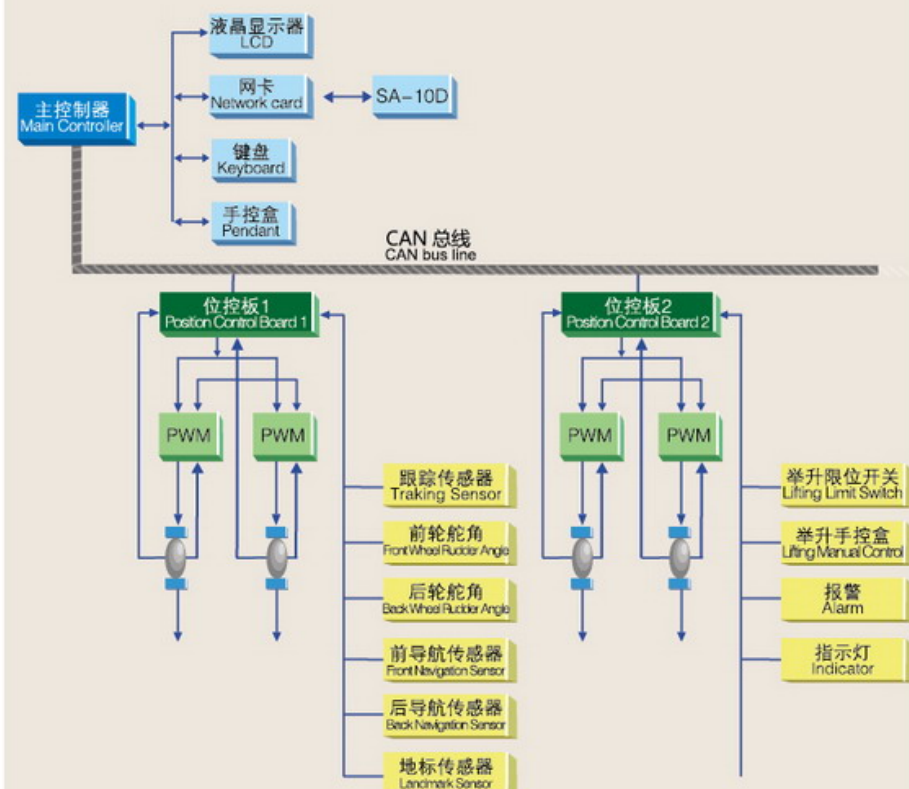 液晶显示器
LCD
网卡
Network card
SA-10D
主控制器
Main Controller
键盘
Keyboard
手控盒
Pendant
CAN 总线
CAN bus line
位控板1
Position Control Board 1
位控板2
Position Control Board 2
PWM
PWM
PWM
PWM
跟踪传感器
Traking Sensor
前轮舵角
Front Wheel Rudder Angle
后轮舵角
Back Wheel Rudder Angle
前导航传感器
Front Navigation Sensor
后导航传感器
Back Navigation Sensor
地标传感器
Landmark Sensor
举升限位开关
Lifting Limit Switch
举升手控盒
Lifting Manual Control
报警
Alarm
指示灯
Indicator